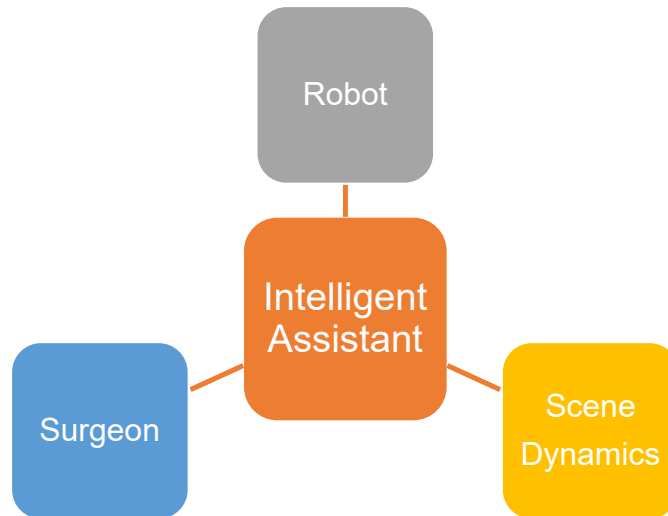 Robot
Intelligent
Assistant
Surgeon
Scene
Dynamics